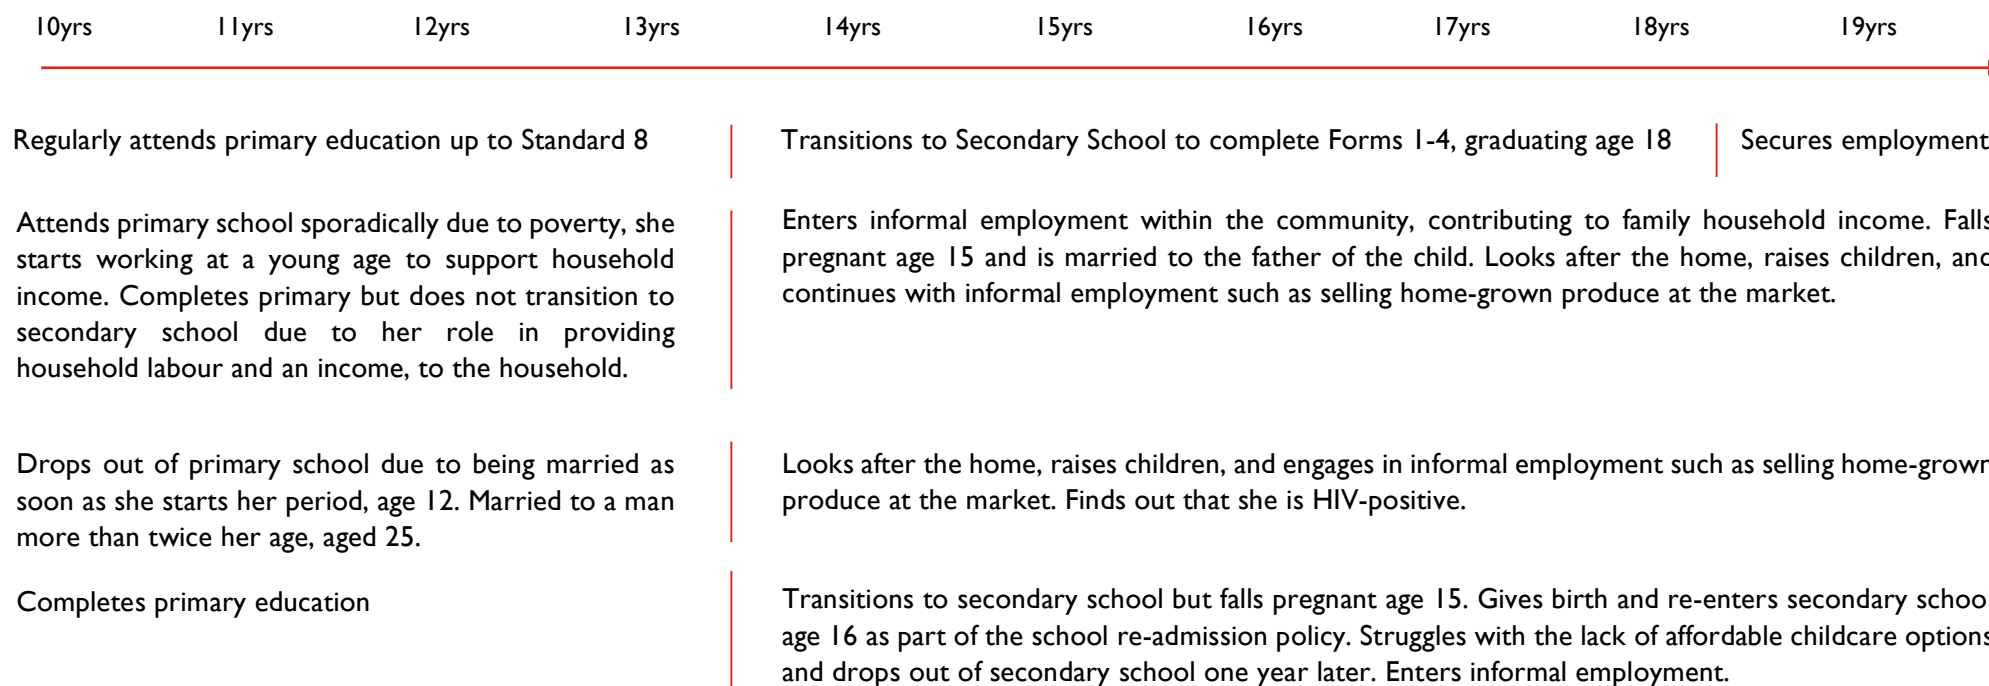 10yrs 11yrs 12yrs 13yrs 14yrs 15yrs 16yrs 17yrs 18yrs 19yrs
Regularly attends primary education up to Standard 8
Transitions to Secondary School to complete Forms 1-4, graduating age 18
Secures employment
Attends primary school sporadically due to poverty, she
starts working at a young age to support household
income. Completes primary but does not transition to
secondary school due to her role in providing
household labour and an income, to the household.
Enters informal employment within the community, contributing to family household income. Falls
pregnant age 15 and is married to the father of the child. Looks after the home, raises children, and
continues with informal employment such as selling home-grown produce at the market.
Drops out of primary school due to being married as
soon as she starts her period, age 12. Married to a man
more than twice her age, aged 25.
Looks after the home, raises children, and engages in informal employment such as selling home-grown
produce at the market. Finds out that she is HIV-positive.
Completes primary education
Transitions to secondary school but falls pregnant age 15. Gives birth and re-enters secondary schoo
age 16 as part of the school re-admission policy. Struggles with the lack of affordable childcare options
and drops out of secondary school one year later. Enters informal employment.